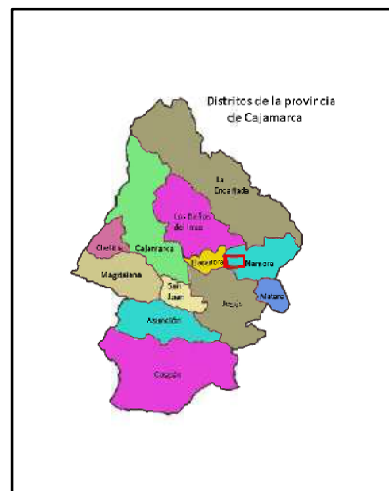 Distritos de la provincia
de Cajamarca
La
Encañada
Los Baños
del Inca
Chetilla
Cajamarca
Llacanora
Namora
Magdalena
San
Juan
Jesús
Matara
Asunción
Cospán